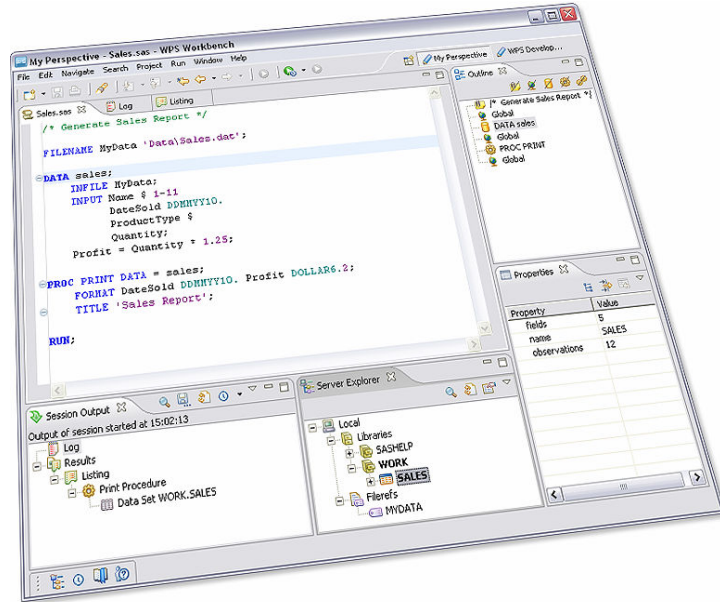 My Perspective - Sales.sas - WPS Workbench
File Edit Navigate Search Project Run Window Help
My Perspective
WPS Develop...
Sales.sas
Log
Listing
/* Generate Sales Report */
FILENAME MyData 'Data\Sales.dat';
DATA sales;
INFILE MyData;
INPUT Name $ 1-11
DateSold DDMMYY10.
ProductType $
Quantity;
Profit = Quantity * 1.25;
PROC PRINT DATA = sales;
FORMAT DateSold DDMMYY10. Profit DOLLAR6.2;
TITLE 'Sales Report';
RUN;
Outline
/* Generate Sales Report */
Global
DATA sales
Global
PROC PRINT
Global
Properties
Property Value
fields 5
name SALES
observations 12
Session Output
Output of session started at 15:02:13
Log
Results
Listing
Print Procedure
Data Set WORK.SALES
Server Explorer
Local
Libraries
SASHELP
WORK
SALES
Filerefs
MYDATA